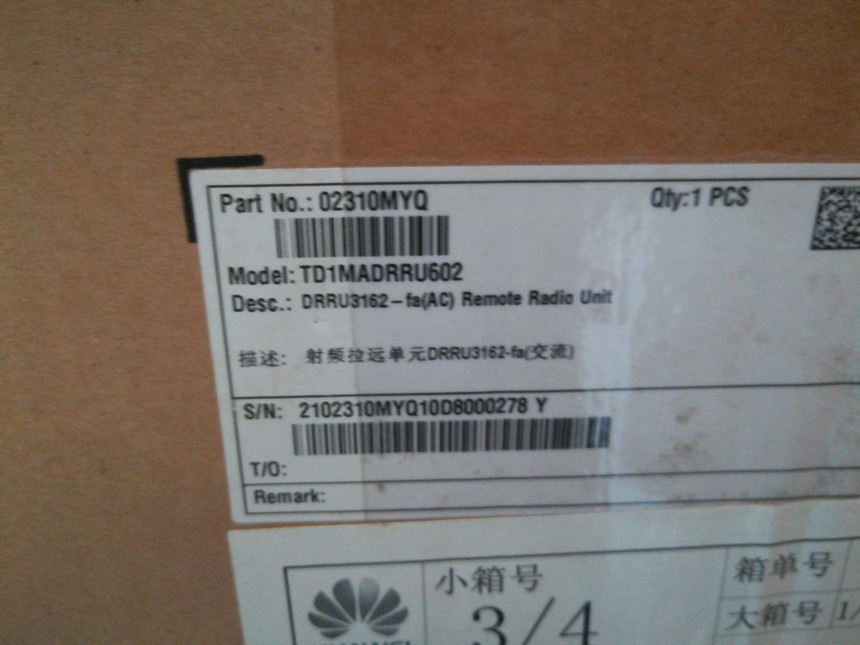 Part No.: 02310MYQ
Qty:1 PCS
Model: TD1MADRRU602
Desc.: DRRU3162-fa(AC) Remote Radio Unit
描述: 射频拉远单元DRRU3162-fa(交流)
S/N: 2102310MYQ10D8000278 Y
T/O:
Remark:
小箱号
3/4
箱单号
大箱号 1/
HUAWEI